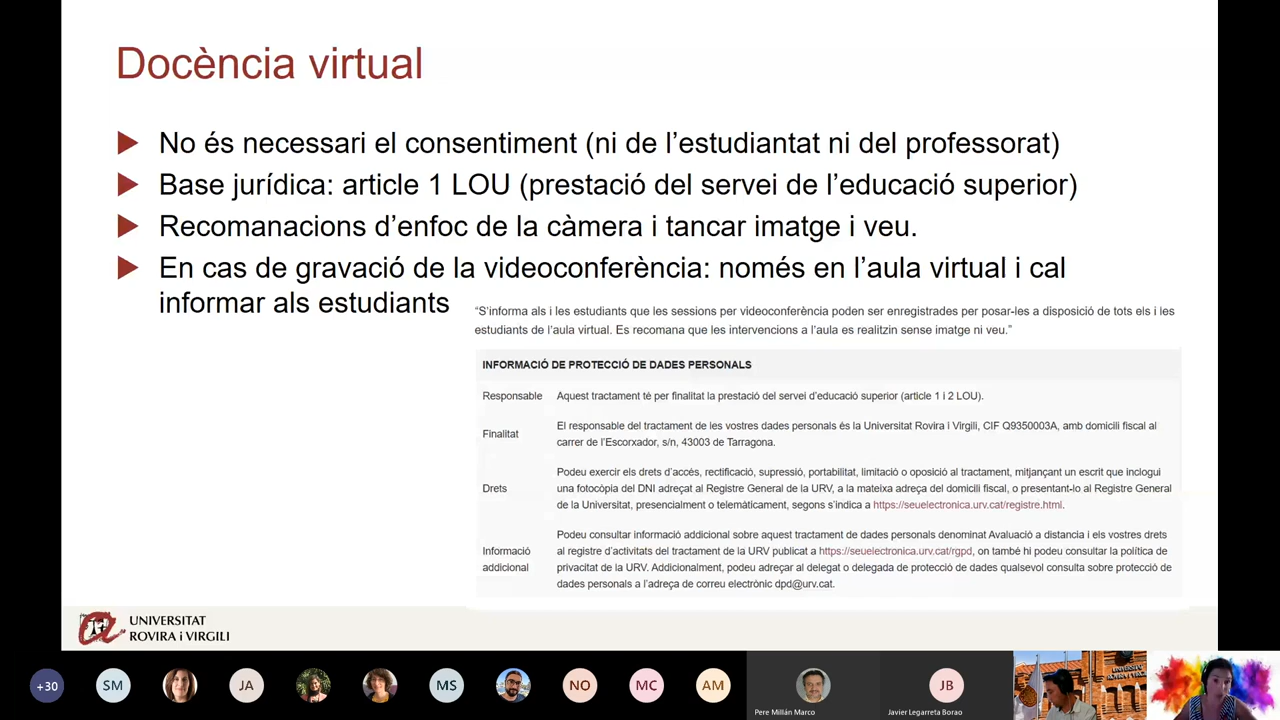 Docència virtual
No és necessari el consentiment (ni de l’estudiantat ni del professorat)
Base jurídica: article 1 LOU (prestació del servei de l’educació superior)
Recomanacions d’enfoc de la càmera i tancar imatge i veu.
En cas de gravació de la videoconferència: només en l’aula virtual i cal
informar als estudiants
“S’informa als i les estudiants que les sessions per videoconferència poden ser enregistrades per posar-les a disposició de tots els i les
estudiants de l’aula virtual. Es recomana que les intervencions a l’aula es realitzin sense imatge ni veu.”
INFORMACIÓ DE PROTECCIÓ DE DADES PERSONALS
Responsable
Aquest tractament té per finalitat la prestació del servei d’educació superior (article 1 i 2 LOU).
Finalitat
El responsable del tractament de les vostres dades personals és la Universitat Rovira i Virgili, CIF Q9350003A, amb domicili fiscal al
carrer de l’Escorxador, s/n, 43003 de Tarragona.
Drets
Podeu exercir els drets d’accés, rectificació, supressió, portabilitat, limitació o oposició al tractament, mitjançant un escrit que inclogui
una fotocòpia del DNI adreçat al Registre General de la URV, a la mateixa adreça del domicili fiscal, o presentant-lo al Registre General
de la Universitat, presencialment o telemàticament, segons s’indica a https://seuelectronica.urv.cat/registre.html.
Informació
addicional
Podeu consultar informació addicional sobre aquest tractament de dades personals denominat Avaluació a distancia i els vostres drets
al registre d’activitats del tractament de la URV publicat a https://seuelectronica.urv.cat/rgpd, on també hi podeu consultar la política de
privacitat de la URV. Addicionalment, podeu adreçar al delegat o delegada de protecció de dades qualsevol consulta sobre protecció de
dades personals a l’adreça de correu electrònic dpd@urv.cat.
UNIVERSITAT
ROVIRA i VIRGILI
+30
SM
JA
MS
NO
MC
AM
Pere Millán Marco
JB
Javier Legarreta Borao